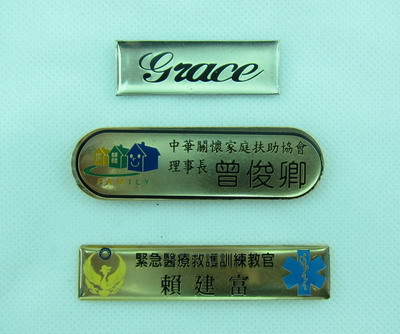 Grace
中華關懷家庭扶助協會
理事長 曾俊卿
FAMILY
緊急醫療救護訓練教官
賴建富